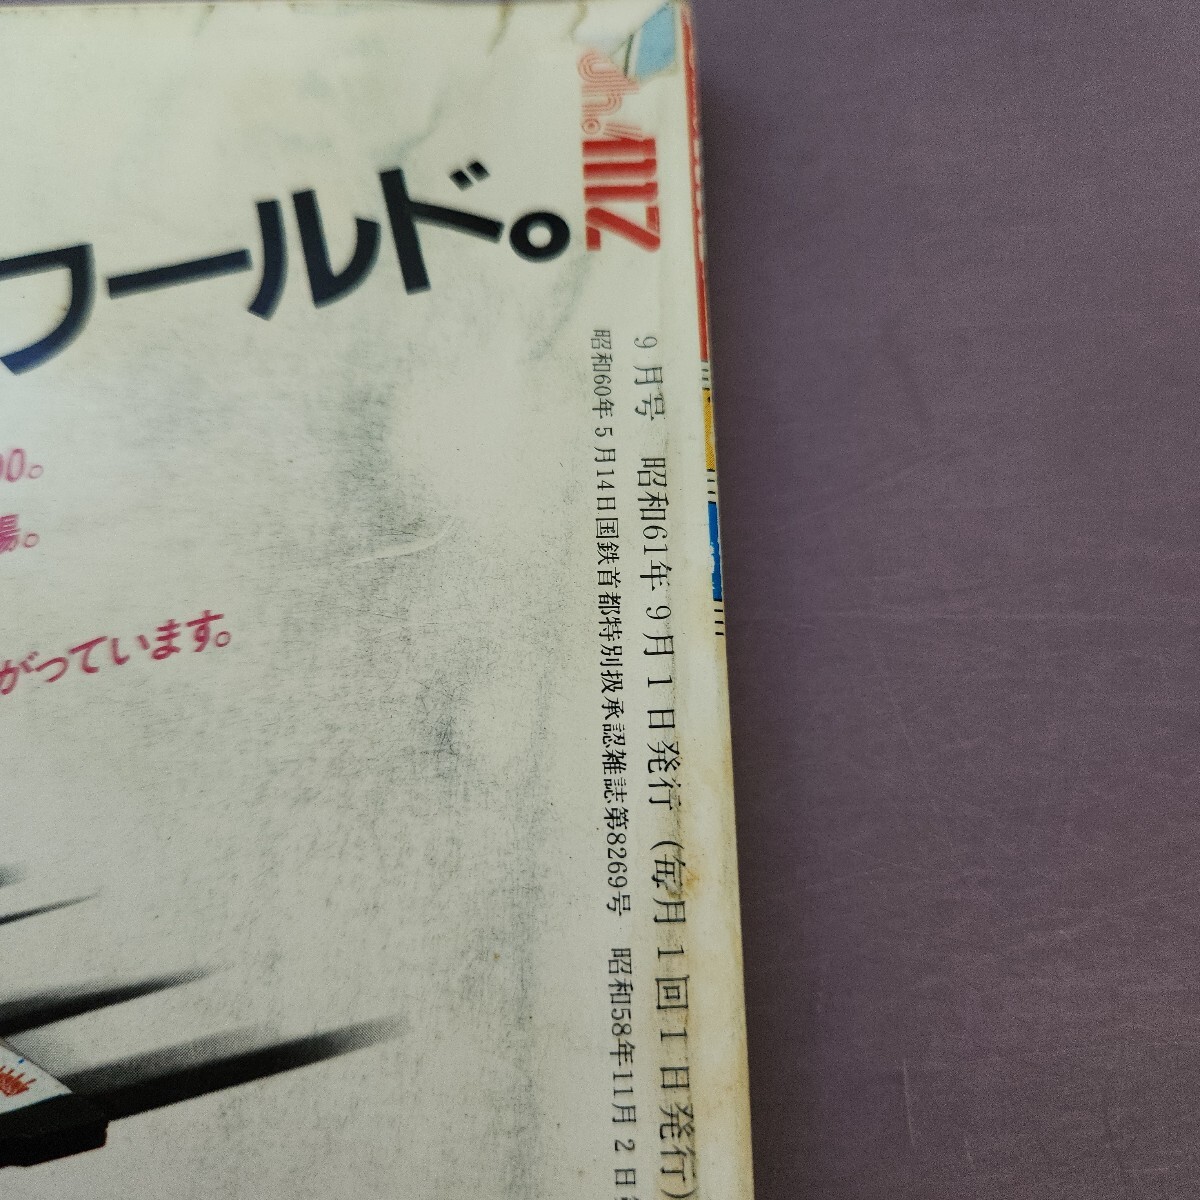 Oh!MZ
ワールド。
00。
場。
がっています。
9月号 昭和61年9月1日発行(毎月1回1日発行)
昭和60年5月14日国鉄首都特別扱承認雑誌第8269号 昭和58年11月2日